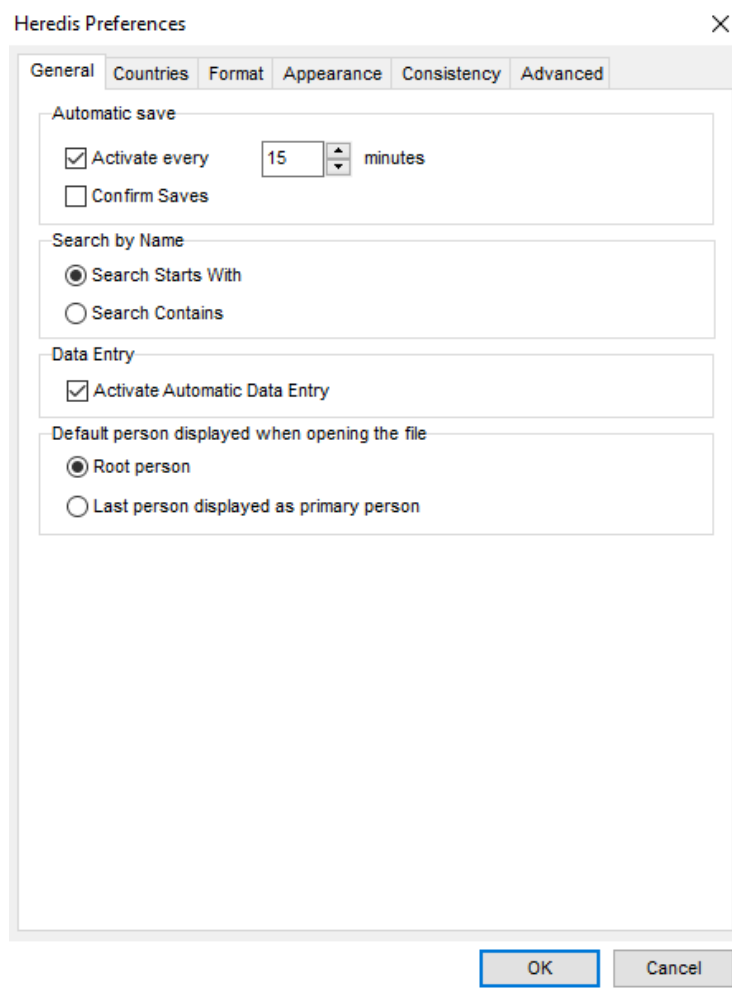 Heredis Preferences
General Countries Format Appearance Consistency Advanced
Automatic save
Activate every 15 minutes
Confirm Saves
Search by Name
Search Starts With
Search Contains
Data Entry
Activate Automatic Data Entry
Default person displayed when opening the file
Root person
Last person displayed as primary person
OK Cancel